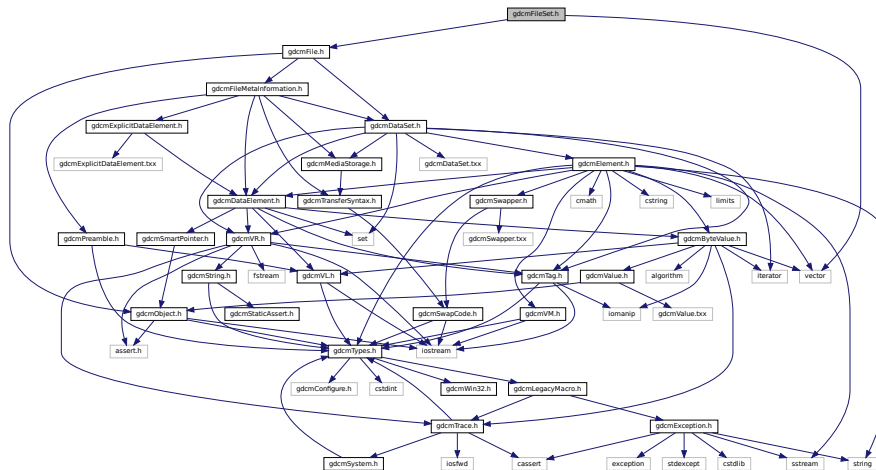 gdcmFileSet.h
gdcmFile.h
gdcmFileMetaInformation.h
gdcmExplicitDataElement.h
gdcmDataSet.h
gdcmExplicitDataElement.txx
gdcmMediaStorage.h
gdcmDataSet.txx
gdcmElement.h
gdcmDataElement.h
gdcmTransferSyntax.h
gdcmSwapper.h
cmath
cstring
limits
gdcmPreamble.h
gdcmSmartPointer.h
gdcmVR.h
set
gdcmSwapper.txx
gdcmByteValue.h
gdcmString.h
fstream
gdcmVL.h
gdcmTag.h
gdcmValue.h
algorithm
iterator
vector
gdcmObject.h
gdcmStaticAssert.h
gdcmSwapCode.h
gdcmVM.h
iomanip
gdcmValue.txx
assert.h
gdcmTypes.h
iostream
gdcmConfigure.h
cstdint
gdcmWin32.h
gdcmLegacyMacro.h
gdcmTrace.h
gdcmException.h
gdcmSystem.h
iosfwd
cassert
exception
stdexcept
cstdlib
sstream
string